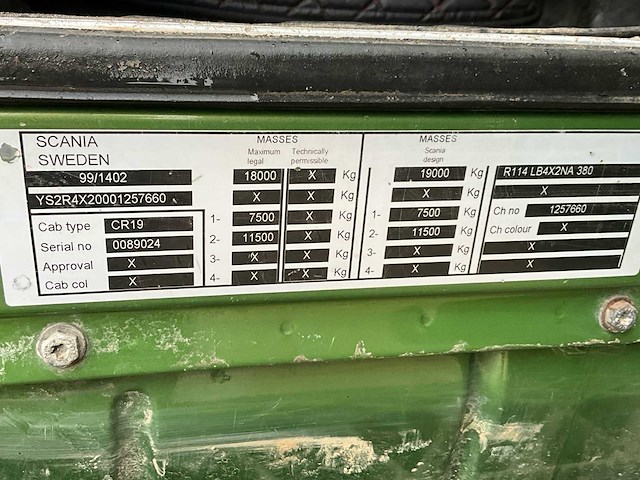 SCANIA
SWEDEN
99/1402
YS2R4X20001257660
Cab type CR19
Serial no 0089024
Approval X
Cab col X
MASSES
Maximum legal
Technically permissible
18000 X Kg
X X Kg
1- 7500 X Kg
2- 11500 X Kg
3- X X Kg
4- X X Kg
MASSES
Scania design
19000 Kg
X Kg
1- 7500 Kg
2- 11500 Kg
3- X Kg
4- X Kg
R114 LB4X2NA 380
X
Ch no 1257660
Ch colour X
X
X